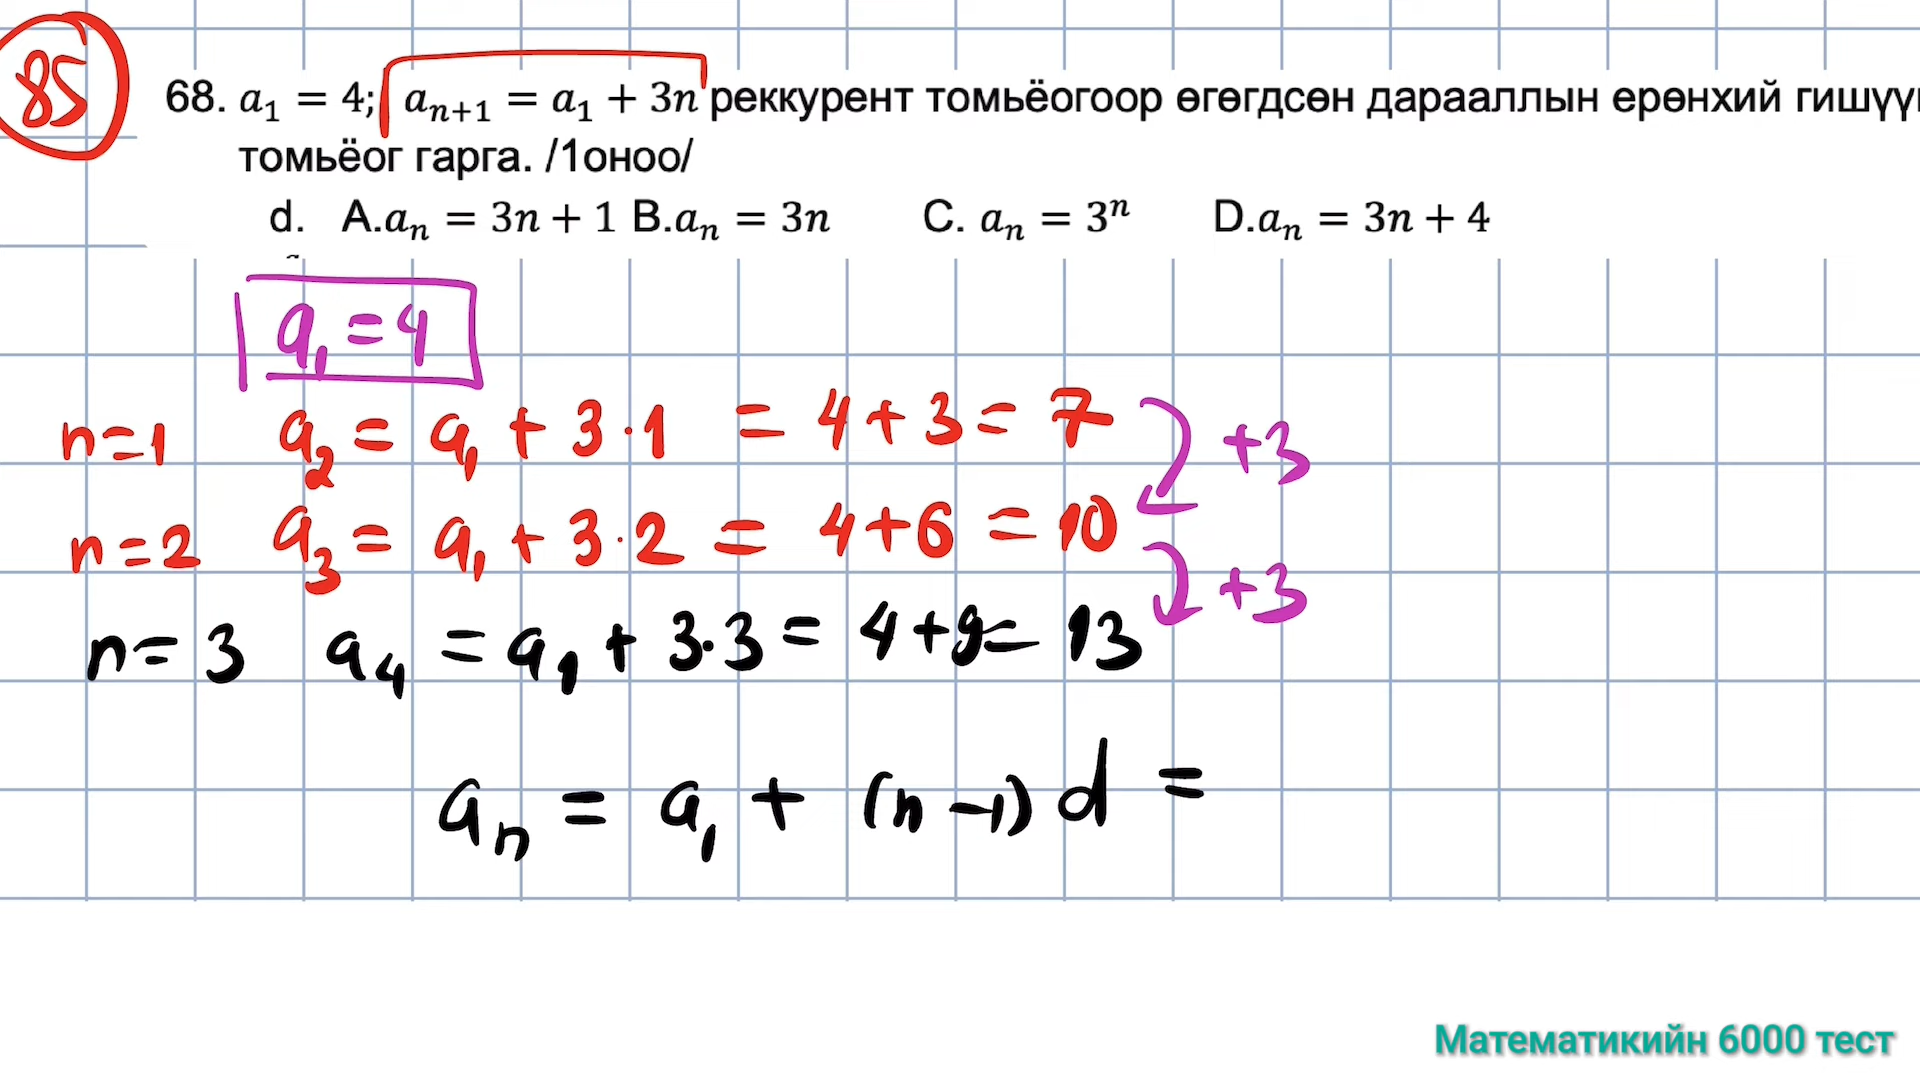 85
68. a₁ = 4; aₙ₊₁ = a₁ + 3n реккурент томьёогоор өгөгдсөн дарааллын ерөнхий
томьёог гарга. /1оноо/
d. A.aₙ = 3n + 1 B.aₙ = 3n C. aₙ = 3ⁿ D.aₙ = 3n + 4
a₁ = 4
n=1 a₂ = a₁ + 3·1 = 4+3 = 7
+3
n=2 a₃ = a₁ + 3·2 = 4+6 = 10
+3
n=3 a₄ = a₁ + 3·3 = 4+9= 13
aₙ = a₁ + (n-1) d =
Математикийн 6000 тест